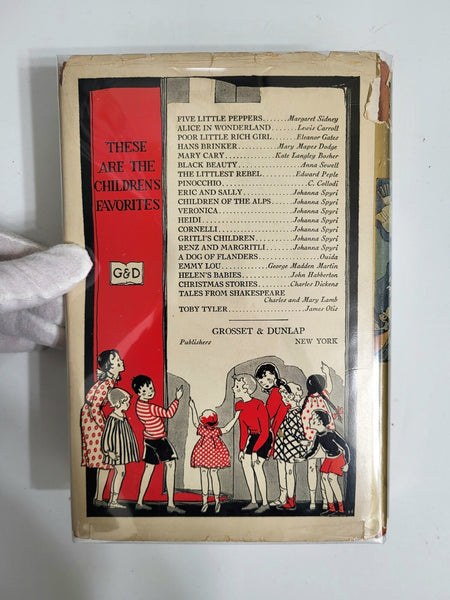 THESE
ARE THE
CHILDREN'S
FAVORITES
G&D
FIVE LITTLE PEPPERS.......Margaret Sidney
ALICE IN WONDERLAND.......Lewis Carroll
POOR LITTLE RICH GIRL....Eleanor Gates
HANS BRINKER..........Mary Mapes Dodge
MARY CARY..........Kate Langley Bosher
BLACK BEAUTY...............Anna Sewell
THE LITTLEST REBEL........Edward Peple
PINOCCHIO....................C. Collodi
ERIC AND SALLY............Johanna Spyri
CHILDREN OF THE ALPS.....Johanna Spyri
VERONICA..................Johanna Spyri
HEIDI.....................Johanna Spyri
CORNELLI..................Johanna Spyri
GRITLI'S CHILDREN.........Johanna Spyri
RENZ AND MARGRITLI.......Johanna Spyri
A DOG OF FLANDERS..............Ouida
EMMY LOU........George Madden Martin
HELEN'S BABIES...........John Habberton
CHRISTMAS STORIES.......Charles Dickens
TALES FROM SHAKESPEARE
Charles and Mary Lamb
TOBY TYLER..................James Otis
GROSSET & DUNLAP
Publishers NEW YORK